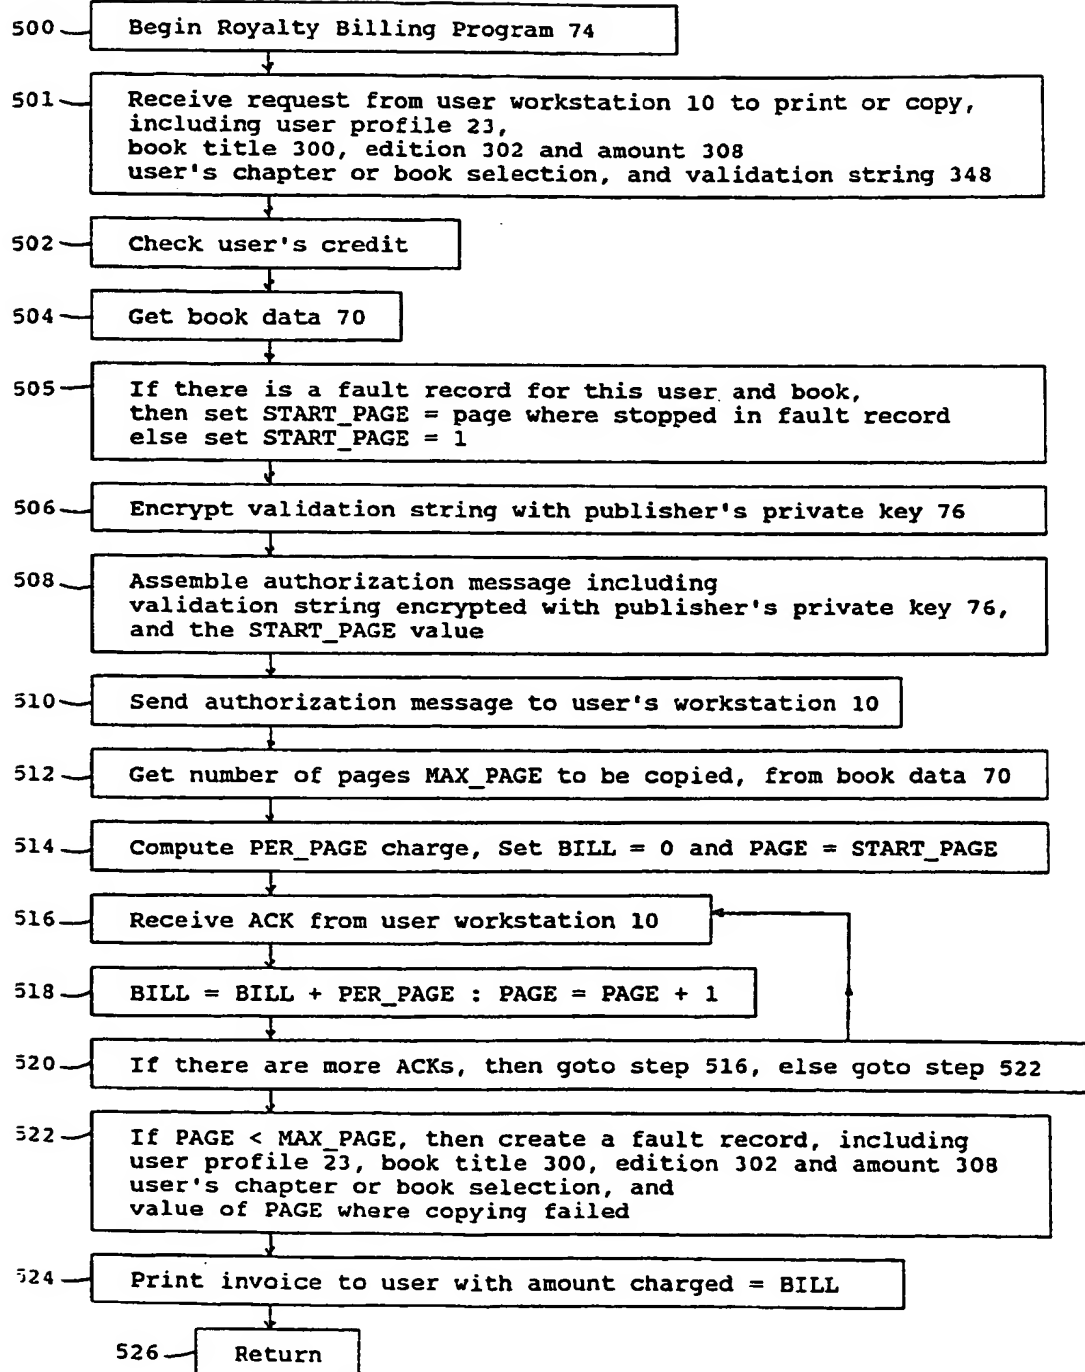 500 Begin Royalty Billing Program 74
501 Receive request from user workstation 10 to print or copy,
including user profile 23,
book title 300, edition 302 and amount 308
user's chapter or book selection, and validation string 348
502 Check user's credit
504 Get book data 70
505 If there is a fault record for this user and book,
then set START_PAGE = page where stopped in fault record
else set START_PAGE = 1
506 Encrypt validation string with publisher's private key 76
508 Assemble authorization message including
validation string encrypted with publisher's private key 76,
and the START_PAGE value
510 Send authorization message to user's workstation 10
512 Get number of pages MAX_PAGE to be copied, from book data 70
514 Compute PER_PAGE charge, Set BILL = 0 and PAGE = START_PAGE
516 Receive ACK from user workstation 10
518 BILL = BILL + PER_PAGE : PAGE = PAGE + 1
520 If there are more ACKs, then goto step 516, else goto step 522
522 If PAGE < MAX_PAGE, then create a fault record, including
user profile 23, book title 300, edition 302 and amount 308
user's chapter or book selection, and
value of PAGE where copying failed
524 Print invoice to user with amount charged = BILL
526 Return